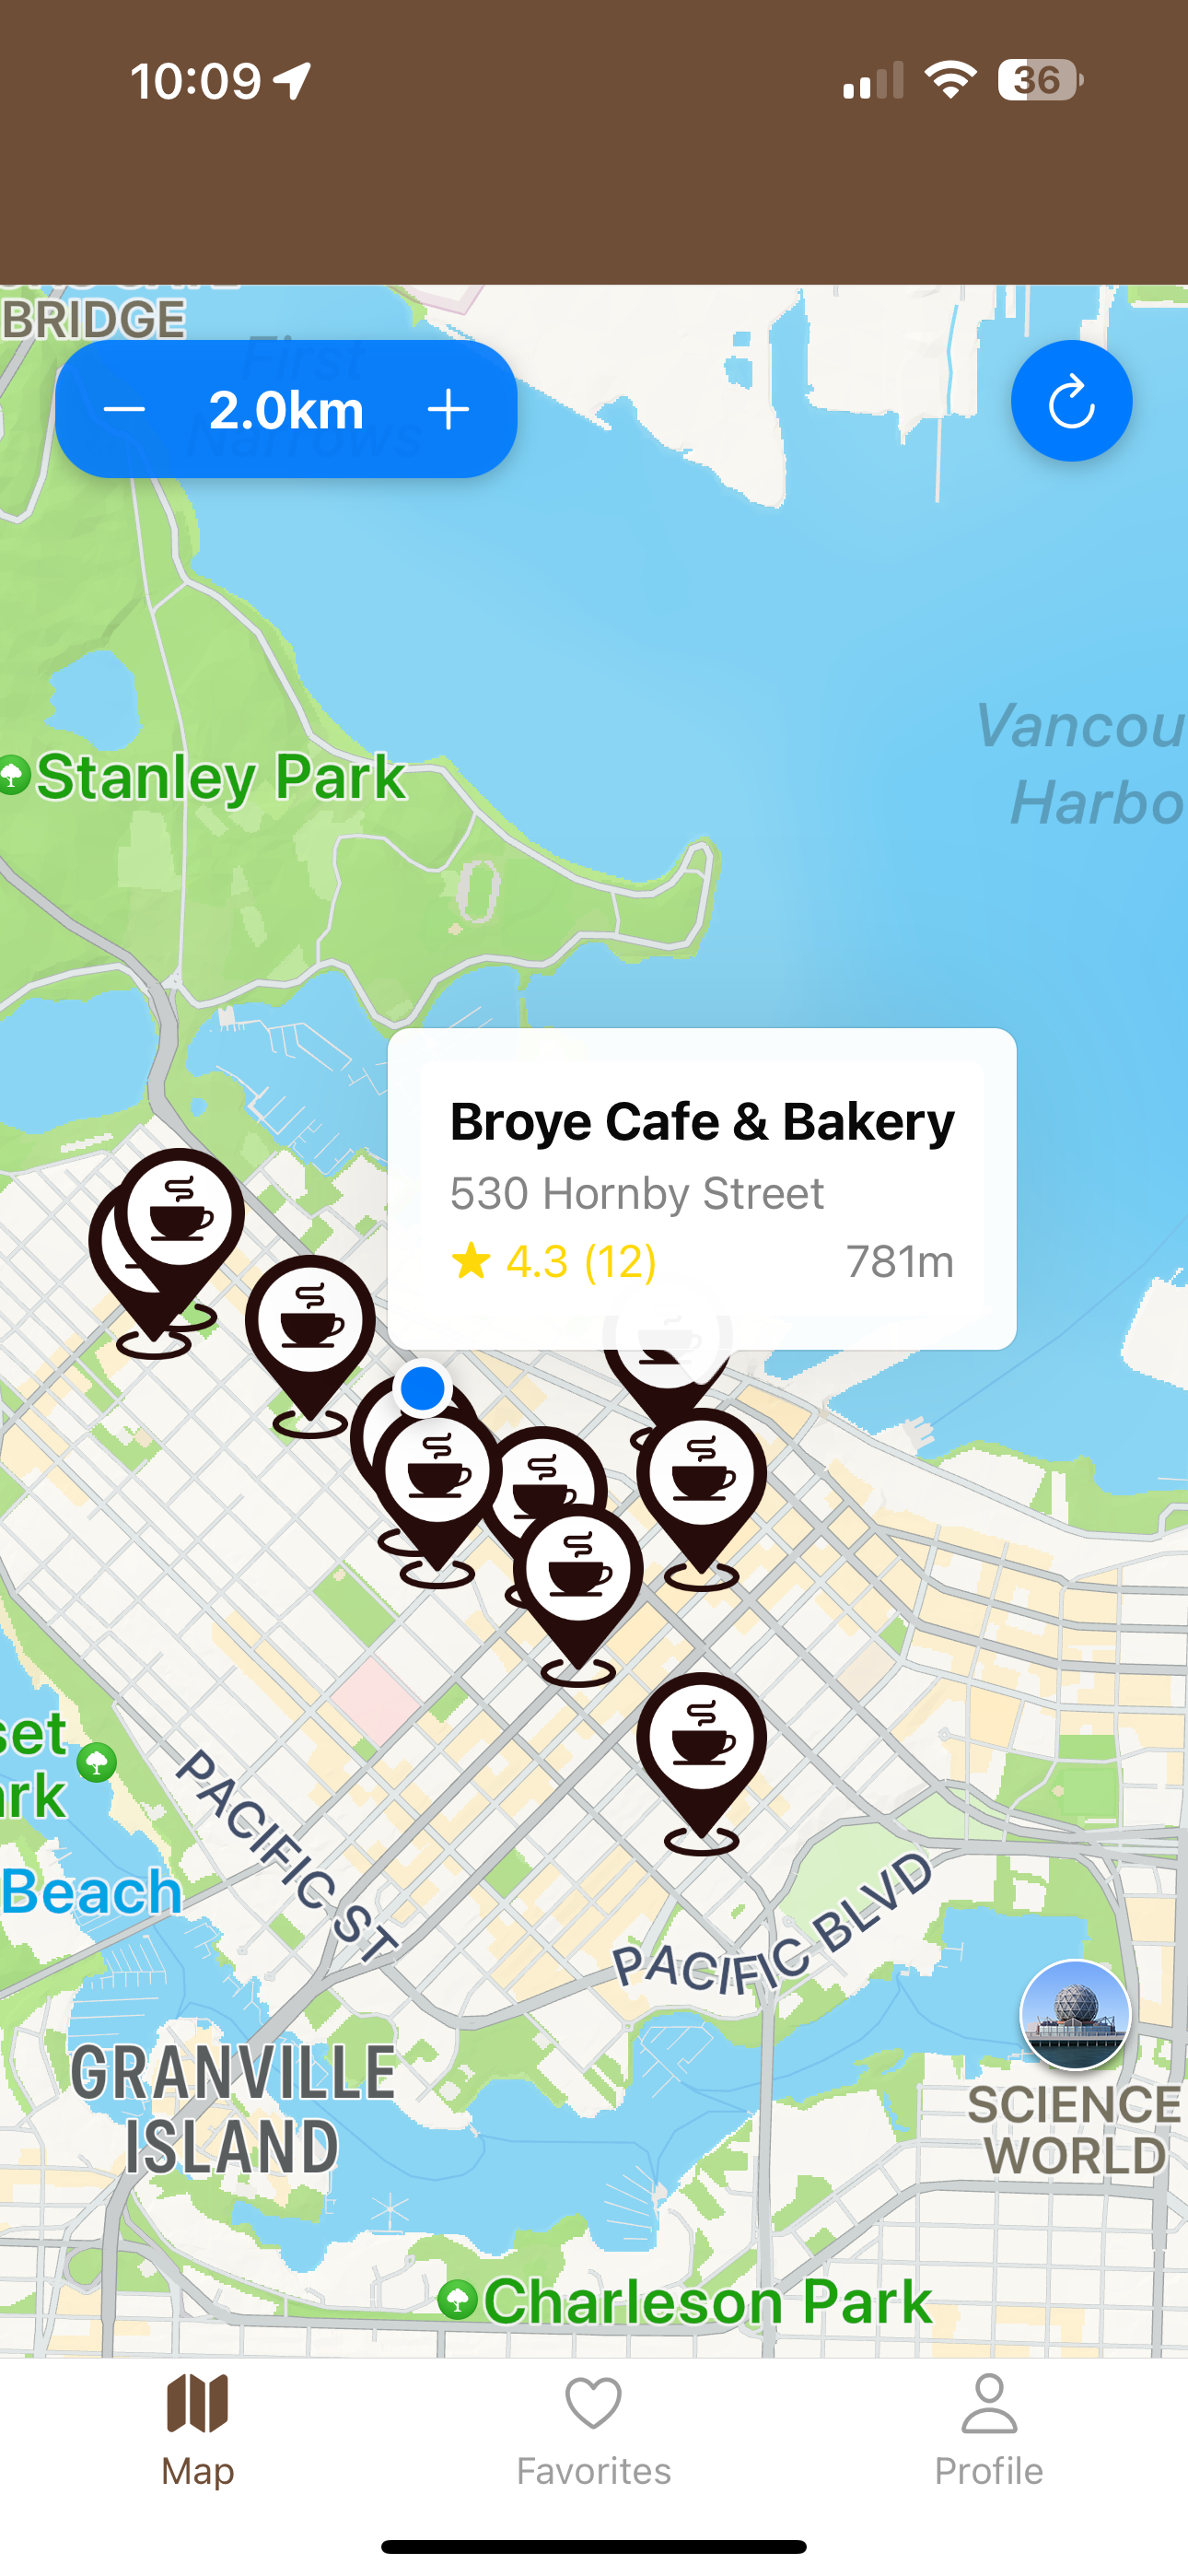 10:09
36
BRIDGE
First
Narrows
2.0km
Stanley Park
Vancou
Harbo
Broye Cafe & Bakery
530 Hornby Street
4.3 (12)
781m
set
ark
Beach
PACIFIC ST
PACIFIC BLVD
GRANVILLE
ISLAND
SCIENCE
WORLD
Charleson Park
Map
Favorites
Profile